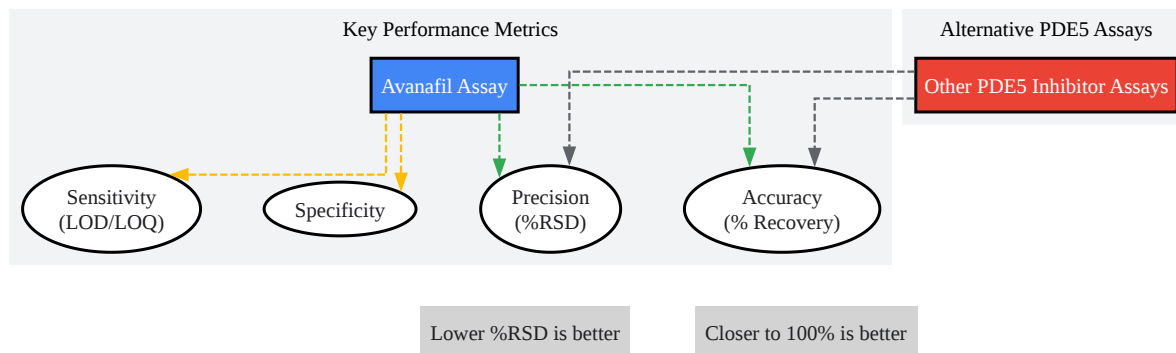 Key Performance Metrics
Alternative PDE5 Assays
Avanafil Assay
Other PDE5 Inhibitor Assays
Sensitivity
(LOD/LOQ)
Specificity
Precision
(%RSD)
Accuracy
(% Recovery)
Lower %RSD is better
Closer to 100% is better